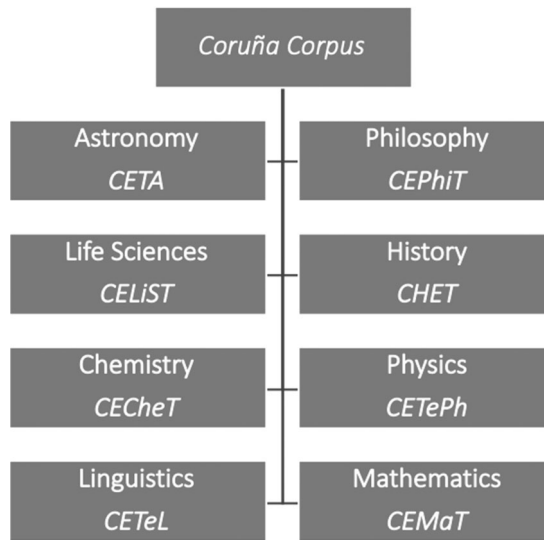 Coruña Corpus
Astronomy
CETA
Philosophy
CEPhiT
Life Sciences
CELiST
History
CHET
Chemistry
CECheT
Physics
CETePh
Linguistics
CETeL
Mathematics
CEMaT